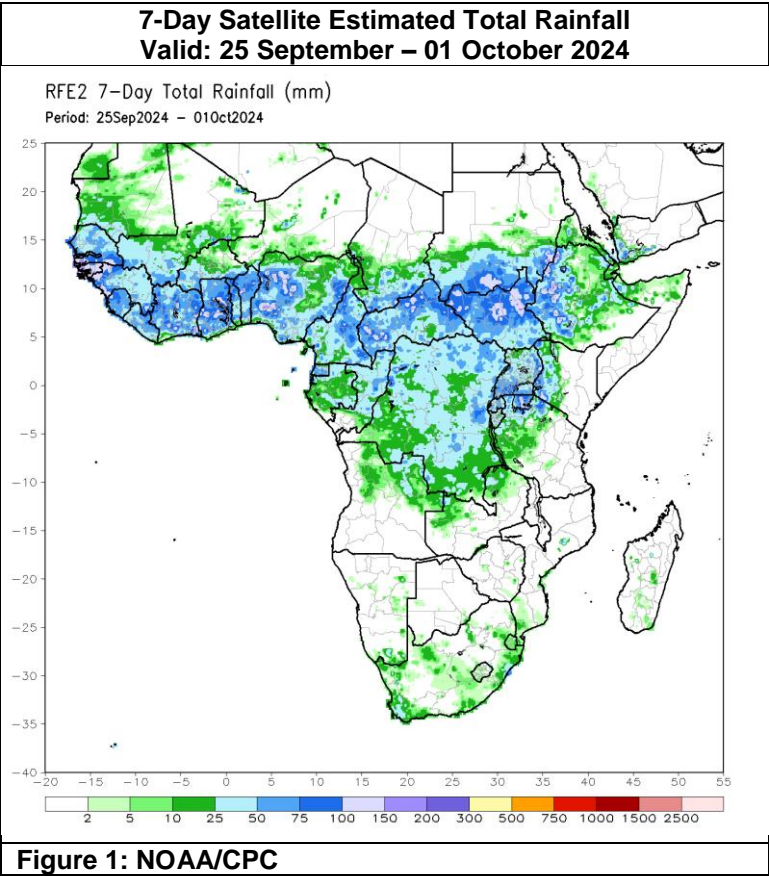 7-Day Satellite Estimated Total Rainfall
Valid: 25 September – 01 October 2024
RFE2 7-Day Total Rainfall (mm)
Period: 25Sep2024 – 01Oct2024
25
20
15
10
5
0
-5
-10
-15
-20
-25
-30
-35
-40
-20 -15 -10 -5 0 5 10 15 20 25 30 35 40 45 50 55
2 5 10 25 50 75 100 150 200 300 500 750 1000 1500 2500
Figure 1: NOAA/CPC